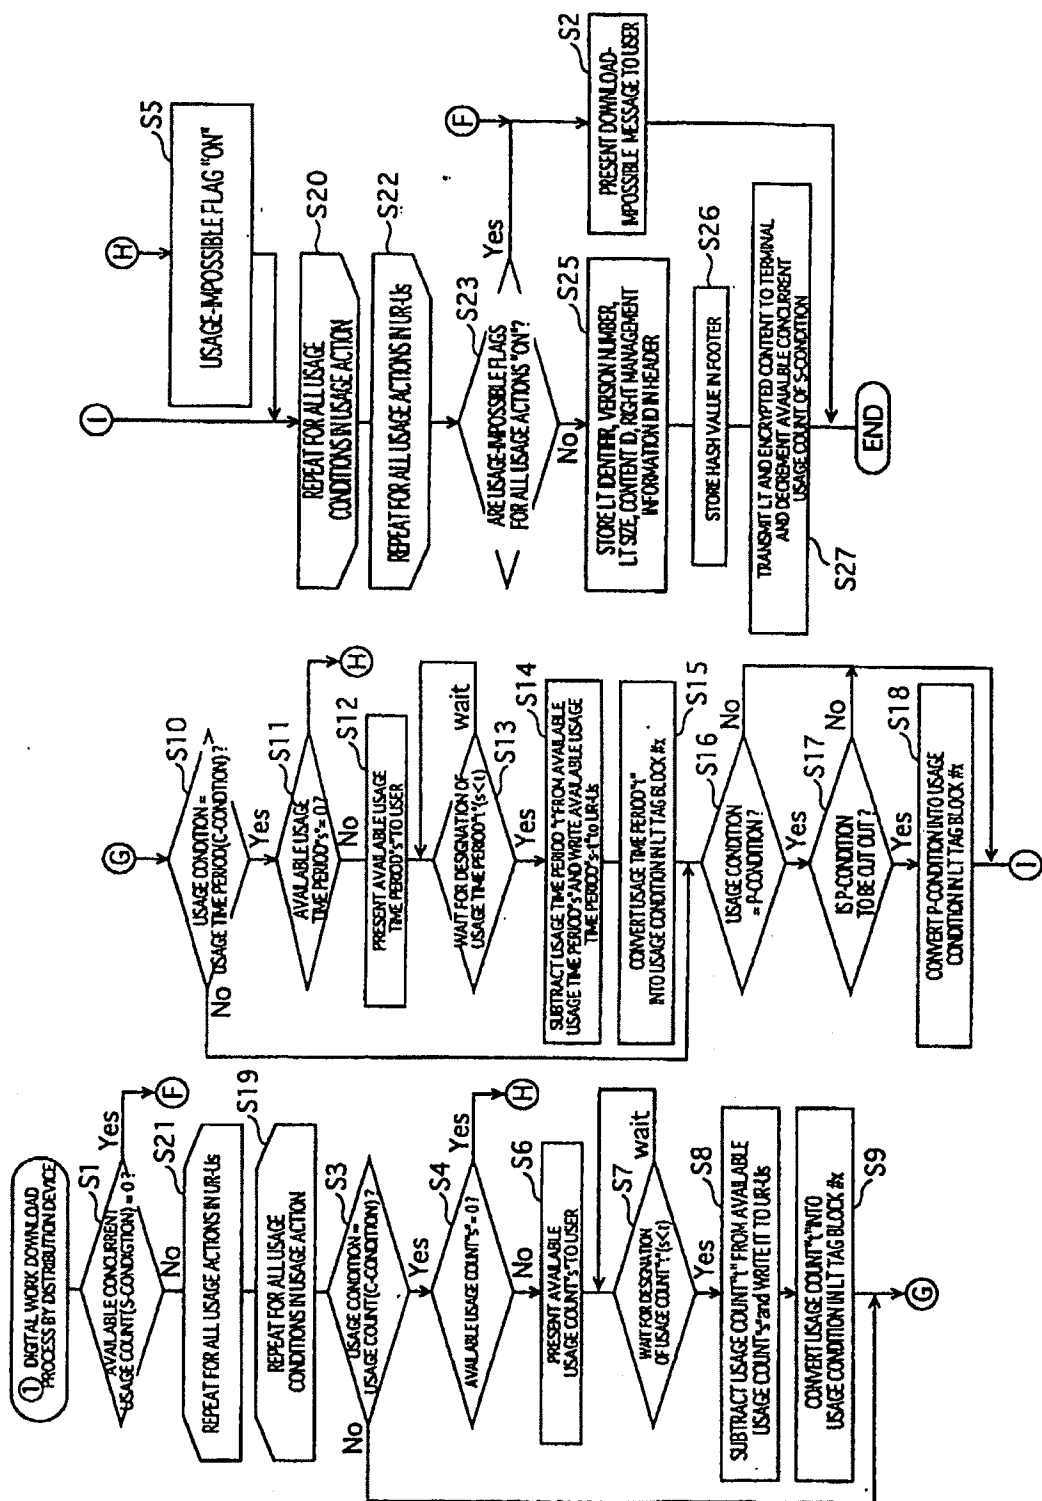 ① DIGITAL WORK DOWNLOAD
PROCESS BY DISTRIBUTION DEVICE
S1
AVAILABLE CONCURRENT
USAGE COUNT(S-CONDITION) = 0 ?
Yes
F
No
S21
REPEAT FOR ALL USAGE ACTIONS IN UR-Us
S19
REPEAT FOR ALL USAGE
CONDITIONS IN USAGE ACTION
S3
USAGE CONDITION =
USAGE COUNT(C-CONDITION) ?
No
Yes
S4
AVAILABLE USAGE COUNT"s"= 0 ?
Yes
H
No
S6
PRESENT AVAILABLE
USAGE COUNT"s"TO USER
S7
WAIT FOR DESIGNATION
OF USAGE COUNT"t"(s<t)
wait
Yes
S8
SUBTRACT USAGE COUNT"t" FROM AVAILABLE
USAGE COUNT"s"and WRITE IT TO UR-Us
S9
CONVERT USAGE COUNT"t"INTO
USAGE CONDITION IN LT TAG BLOCK #x
G
G
S10
USAGE CONDITION =
USAGE TIME PERIOD(C-CONDITION) ?
No
Yes
S11
AVAILABLE USAGE
TIME PERIOD"s"= 0 ?
H
No
S12
PRESENT AVAILABLE USAGE
TIME PERIOD"s"TO USER
wait
WAIT FOR DESIGNATION OF
USAGE TIME PERIOD"t"(s<t)
S13
Yes
S14
SUBTRACT USAGE TIME PERIOD "t"FROM AVAILABLE
USAGE TIME PERIOD"s"AND WRITE AVAILABLE USAGE
TIME PERIOD"s-t"to UR-Us
S15
CONVERT USAGE TIME PERIOD"t"
INTO USAGE CONDITION IN LT TAG BLOCK #x
S16
USAGE CONDITION
= P-CONDITION ?
No
Yes
S17
IS P-CONDITION
TO BE CUT OUT ?
No
Yes
S18
CONVERT P-CONDITION INTO USAGE
CONDITION IN LT TAG BLOCK #x
I
I
H
S5
USAGE-IMPOSSIBLE FLAG "ON"
S20
REPEAT FOR ALL USAGE
CONDITIONS IN USAGE ACTION
S22
REPEAT FOR ALL USAGE ACTIONS IN UR-Us
S23
ARE USAGE-IMPOSSIBLE FLAGS
FOR ALL USAGE ACTIONS "ON"?
Yes
F
No
S2
PRESENT DOWNLOAD-
MPOSSIBLE MESSAGE TO USER
S25
STORE LT IDENTIFIR, VERSION NUMBER,
LT SIZE, CONTENT ID, RIGHT MANAGEMENT
INFORMATION ID IN HEADER
S26
STORE HASH VALUE IN FOOTER
TRANSMIT LT AND ENCRYPTED CONTENT TO TERMINAL
AND DECREMENT AVAIALBLE CONCURRENT
USAGE COUNT OF S-CONDITION
S27
END